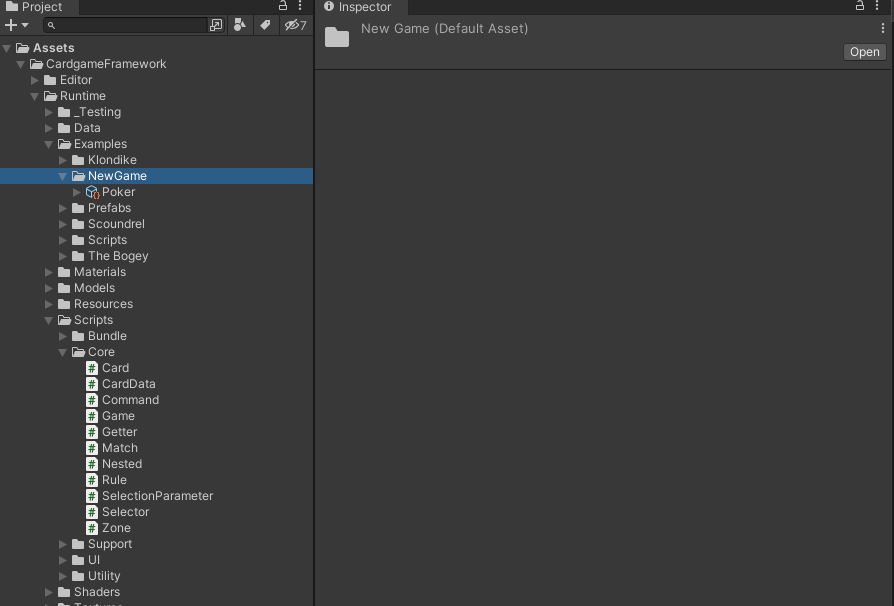 Project
Inspector
7
New Game (Default Asset)
Open
Assets
CardgameFramework
Editor
Runtime
_Testing
Data
Examples
Klondike
NewGame
Poker
Prefabs
Scoundrel
Scripts
The Bogey
Materials
Models
Resources
Scripts
Bundle
Core
# Card
# CardData
# Command
# Game
# Getter
# Match
# Nested
# Rule
# SelectionParameter
# Selector
# Zone
Support
UI
Utility
Shaders